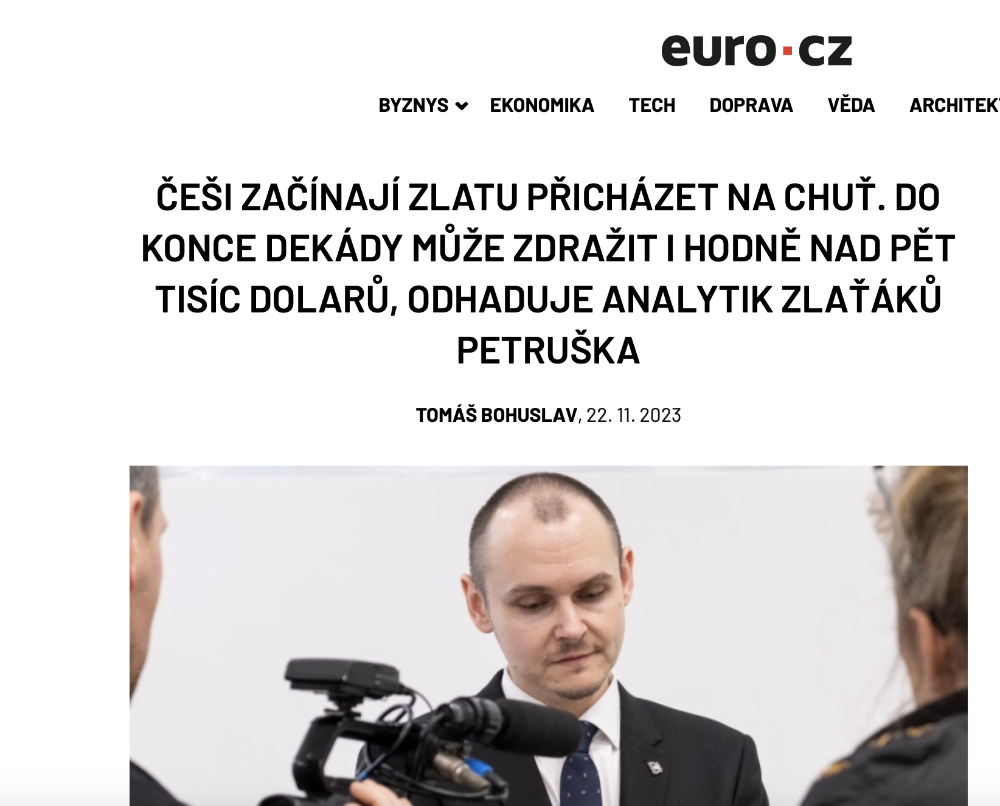 euro·cz
BYZNYS EKONOMIKA TECH DOPRAVA VĚDA ARCHITEK
ČEŠI ZAČÍNAJÍ ZLATU PŘICHÁZET NA CHUŤ. DO
KONCE DEKÁDY MŮŽE ZDRAŽIT I HODNĚ NAD PĚT
TISÍC DOLARŮ, ODHADUJE ANALYTIK ZLAŤÁKŮ
PETRUŠKA
TOMÁŠ BOHUSLAV, 22. 11. 2023